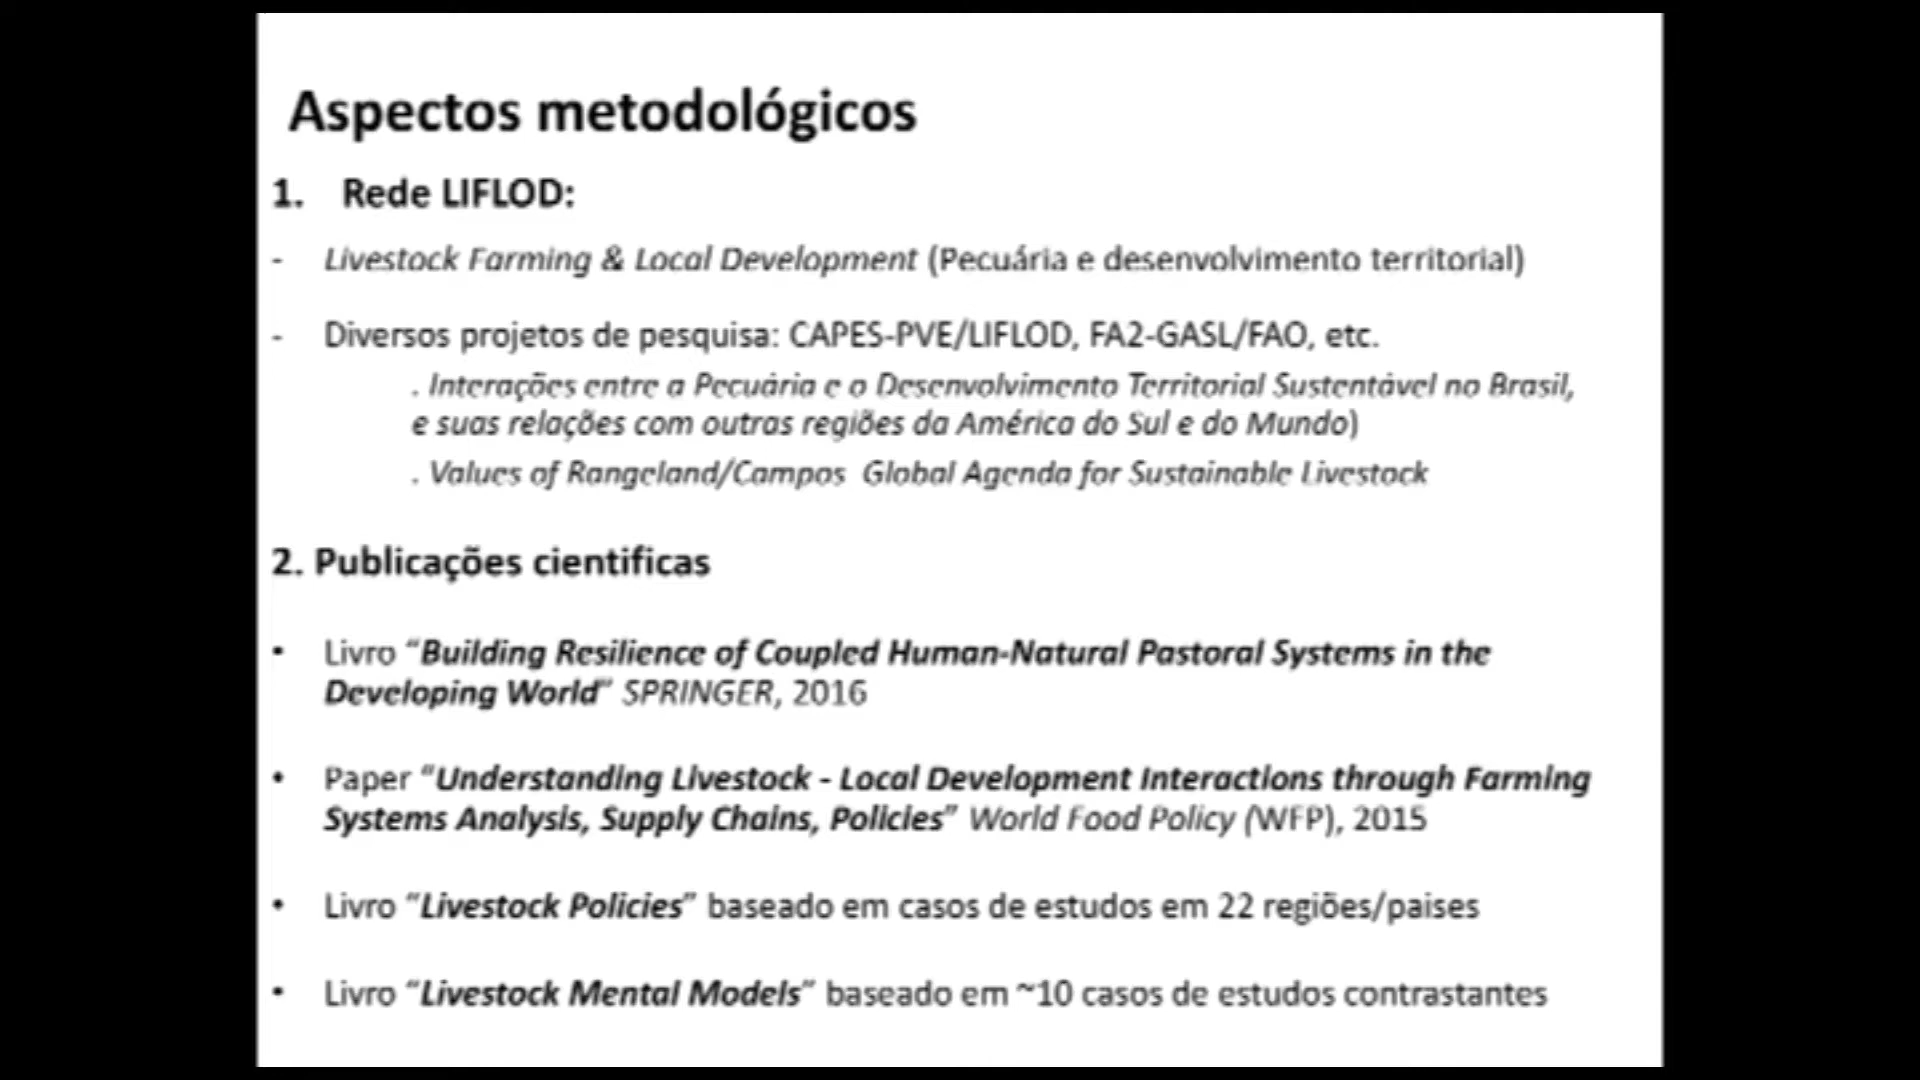 Aspectos metodológicos
1. Rede LIFLOD:
- Livestock Farming & Local Development (Pecuária e desenvolvimento territorial)
- Diversos projetos de pesquisa: CAPES-PVE/LIFLOD, FA2-GASL/FAO, etc.
. Interações entre a Pecuária e o Desenvolvimento Territorial Sustentável no Brasil,
e suas relações com outras regiões da América do Sul e do Mundo)
. Values of Rangeland/Campos Global Agenda for Sustainable Livestock
2. Publicações cientificas
• Livro “Building Resilience of Coupled Human-Natural Pastoral Systems in the
Developing World” SPRINGER, 2016
• Paper “Understanding Livestock - Local Development Interactions through Farming
Systems Analysis, Supply Chains, Policies” World Food Policy (WFP), 2015
• Livro “Livestock Policies” baseado em casos de estudos em 22 regiões/paises
• Livro “Livestock Mental Models” baseado em ~10 casos de estudos contrastantes